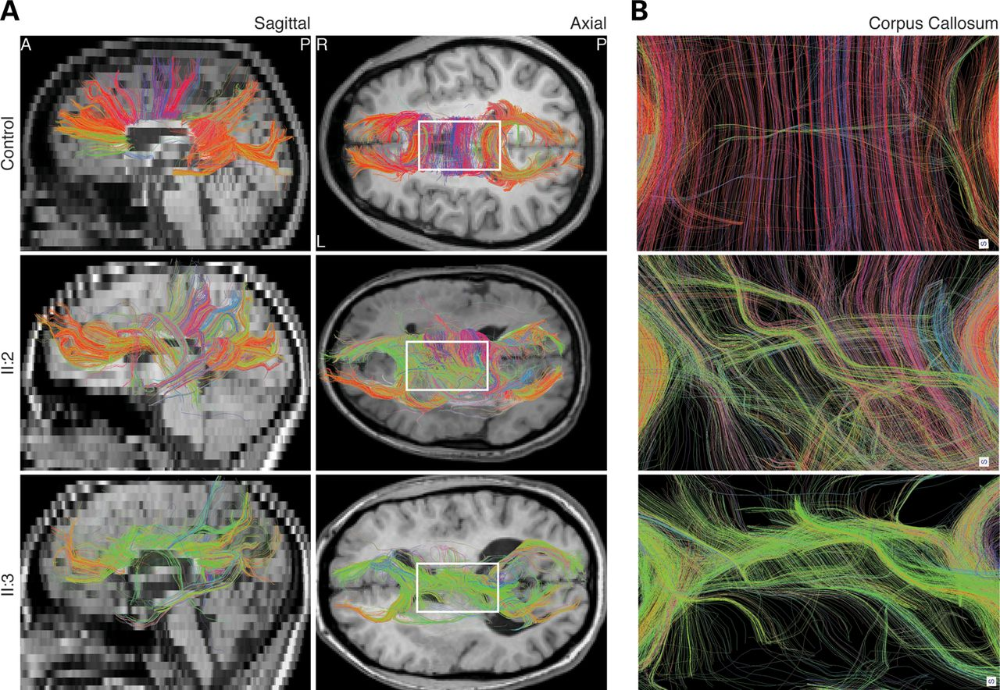 A
B
Sagittal
Axial
Corpus Callosum
A
P
R
P
L
Control
S
II:2
S
II:3
S